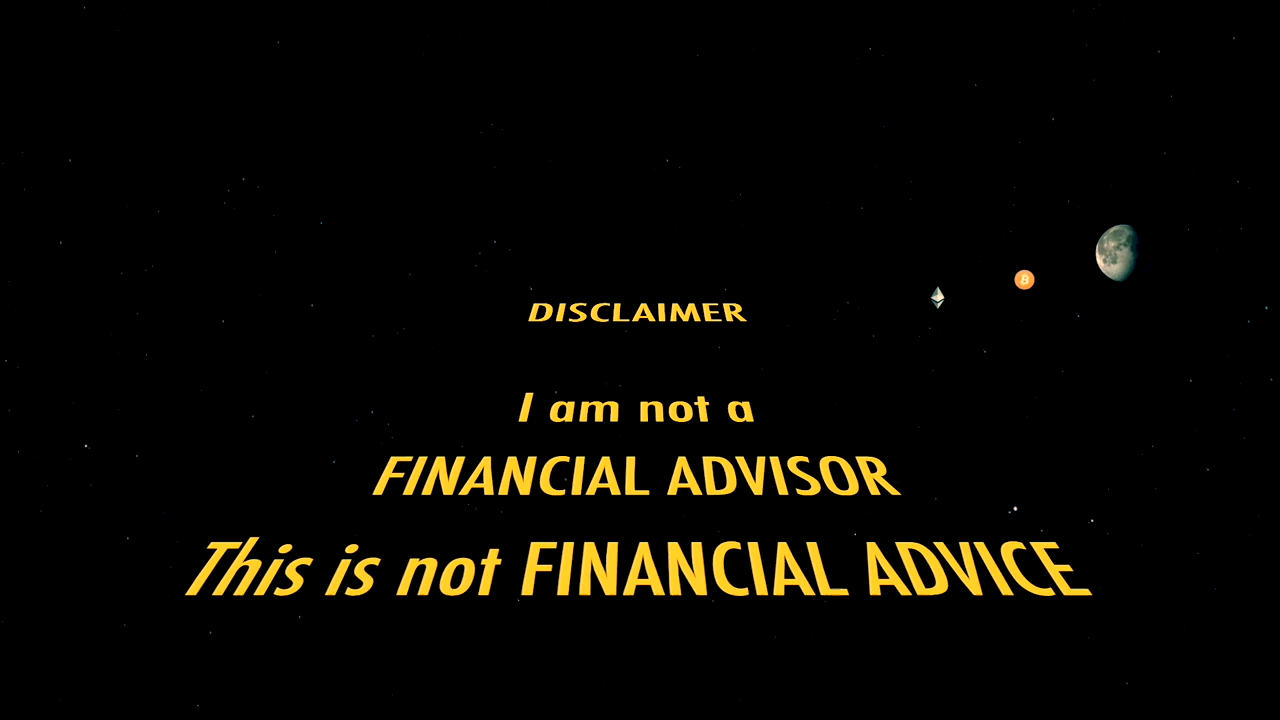 DISCLAIMER
I am not a
FINANCIAL ADVISOR
This is not FINANCIAL ADVICE